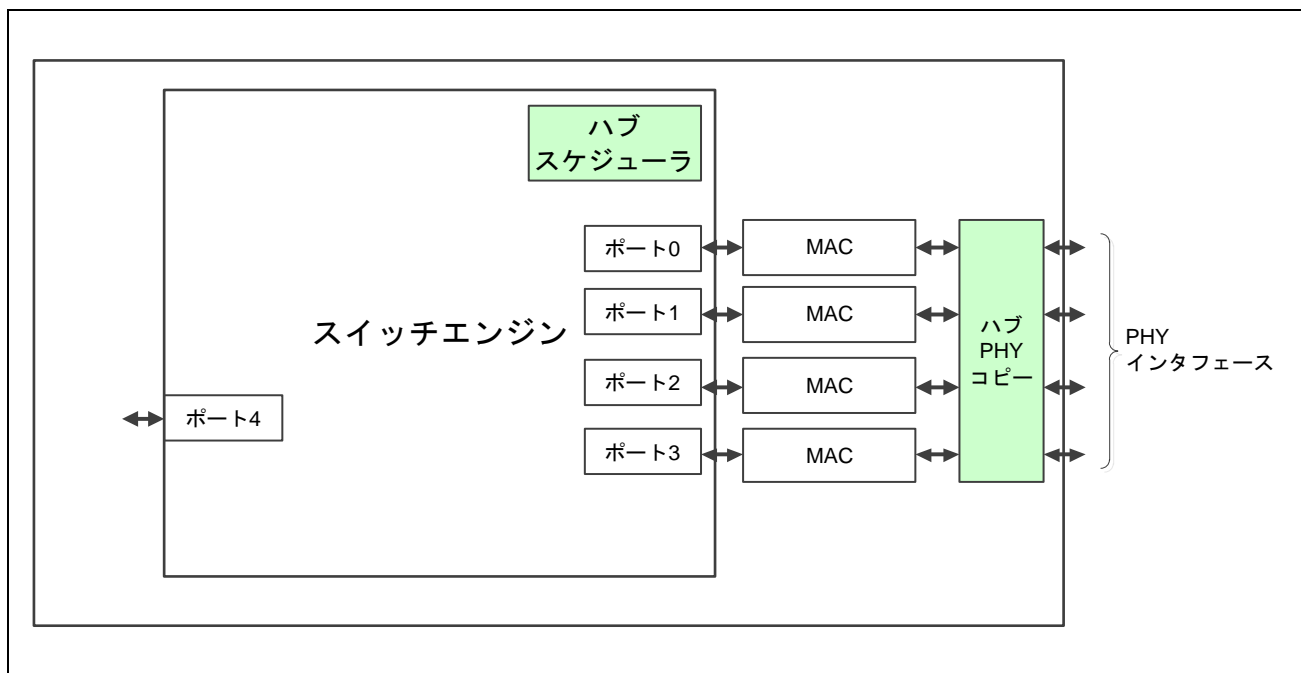 ハブ
スケジューラ
ポート0
MAC
ポート1
MAC
スイッチエンジン
ハブ
PHY
コピー
PHY
インタフェース
ポート2
MAC
ポート4
ポート3
MAC